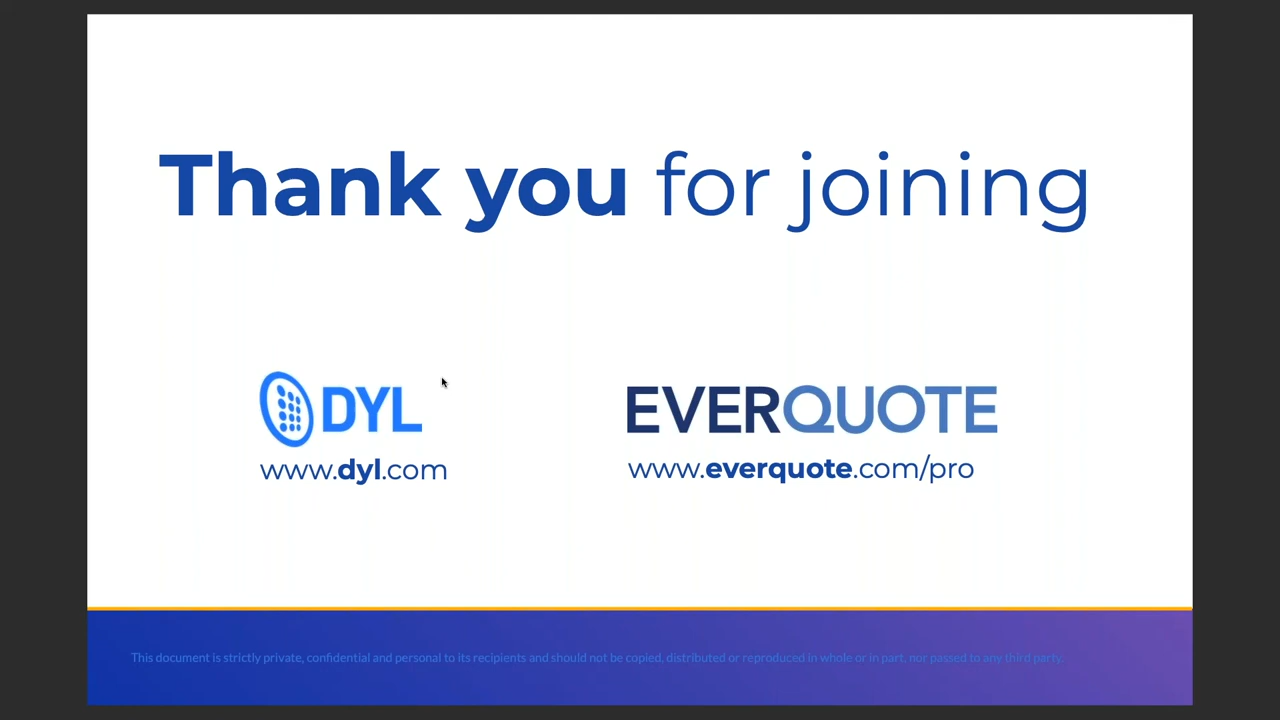 Thank you for joining
DYL
EVERQUOTE
www.dyl.com
www.everquote.com/pro
This document is strictly private, confidential and personal to its recipients and should not be copied, distributed or reproduced in whole or in part, nor passed to any third party.